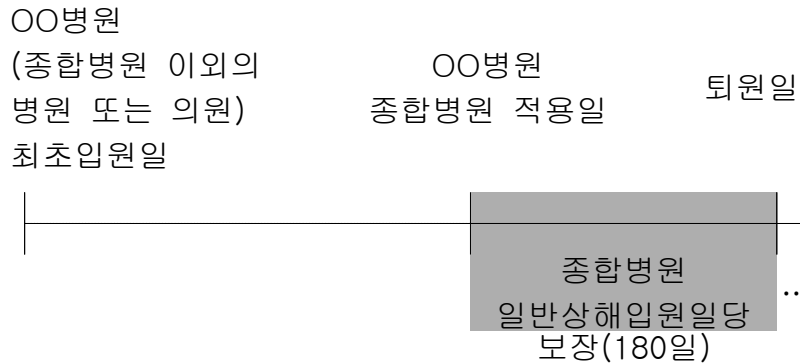 OO병원
(종합병원 이외의
병원 또는 의원)
최초입원일
OO병원
종합병원 적용일
퇴원일
종합병원
일반상해입원일당
보장(180일)
..